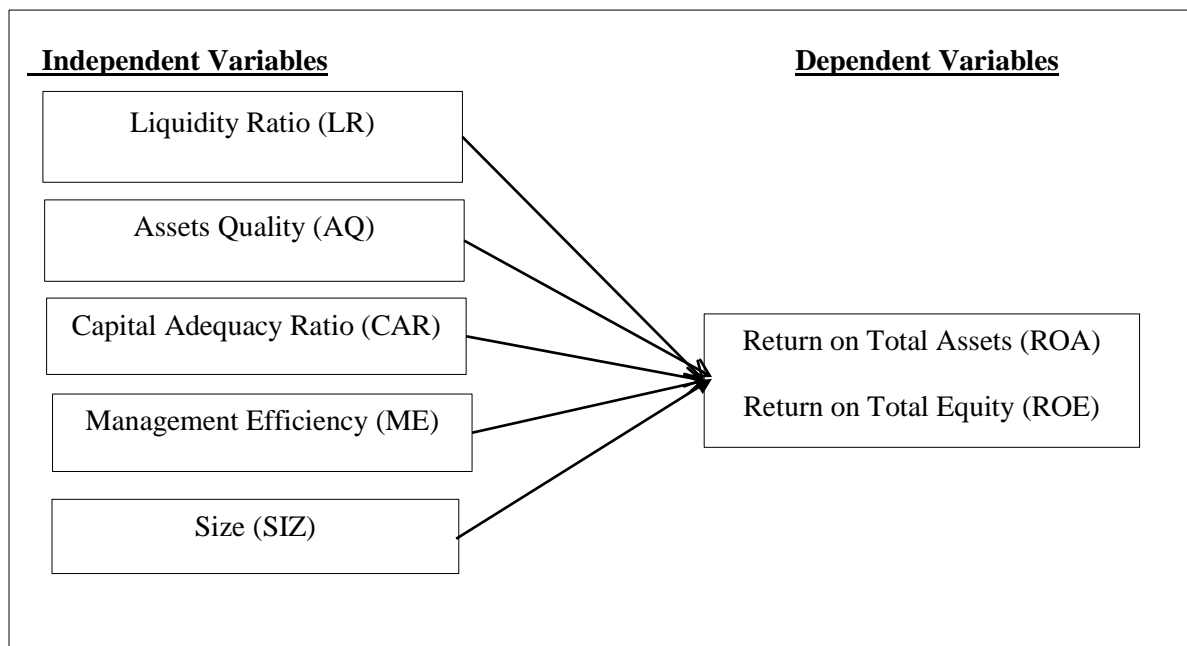 Independent Variables
Dependent Variables
Liquidity Ratio (LR)
Assets Quality (AQ)
Capital Adequacy Ratio (CAR)
Management Efficiency (ME)
Size (SIZ)
Return on Total Assets (ROA)
Return on Total Equity (ROE)